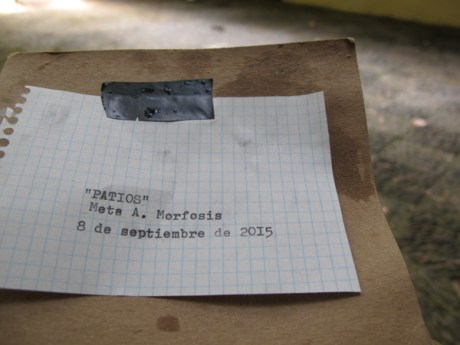 "PATIOS"
Meta A. Morfosis
8 de septiembre de 2015